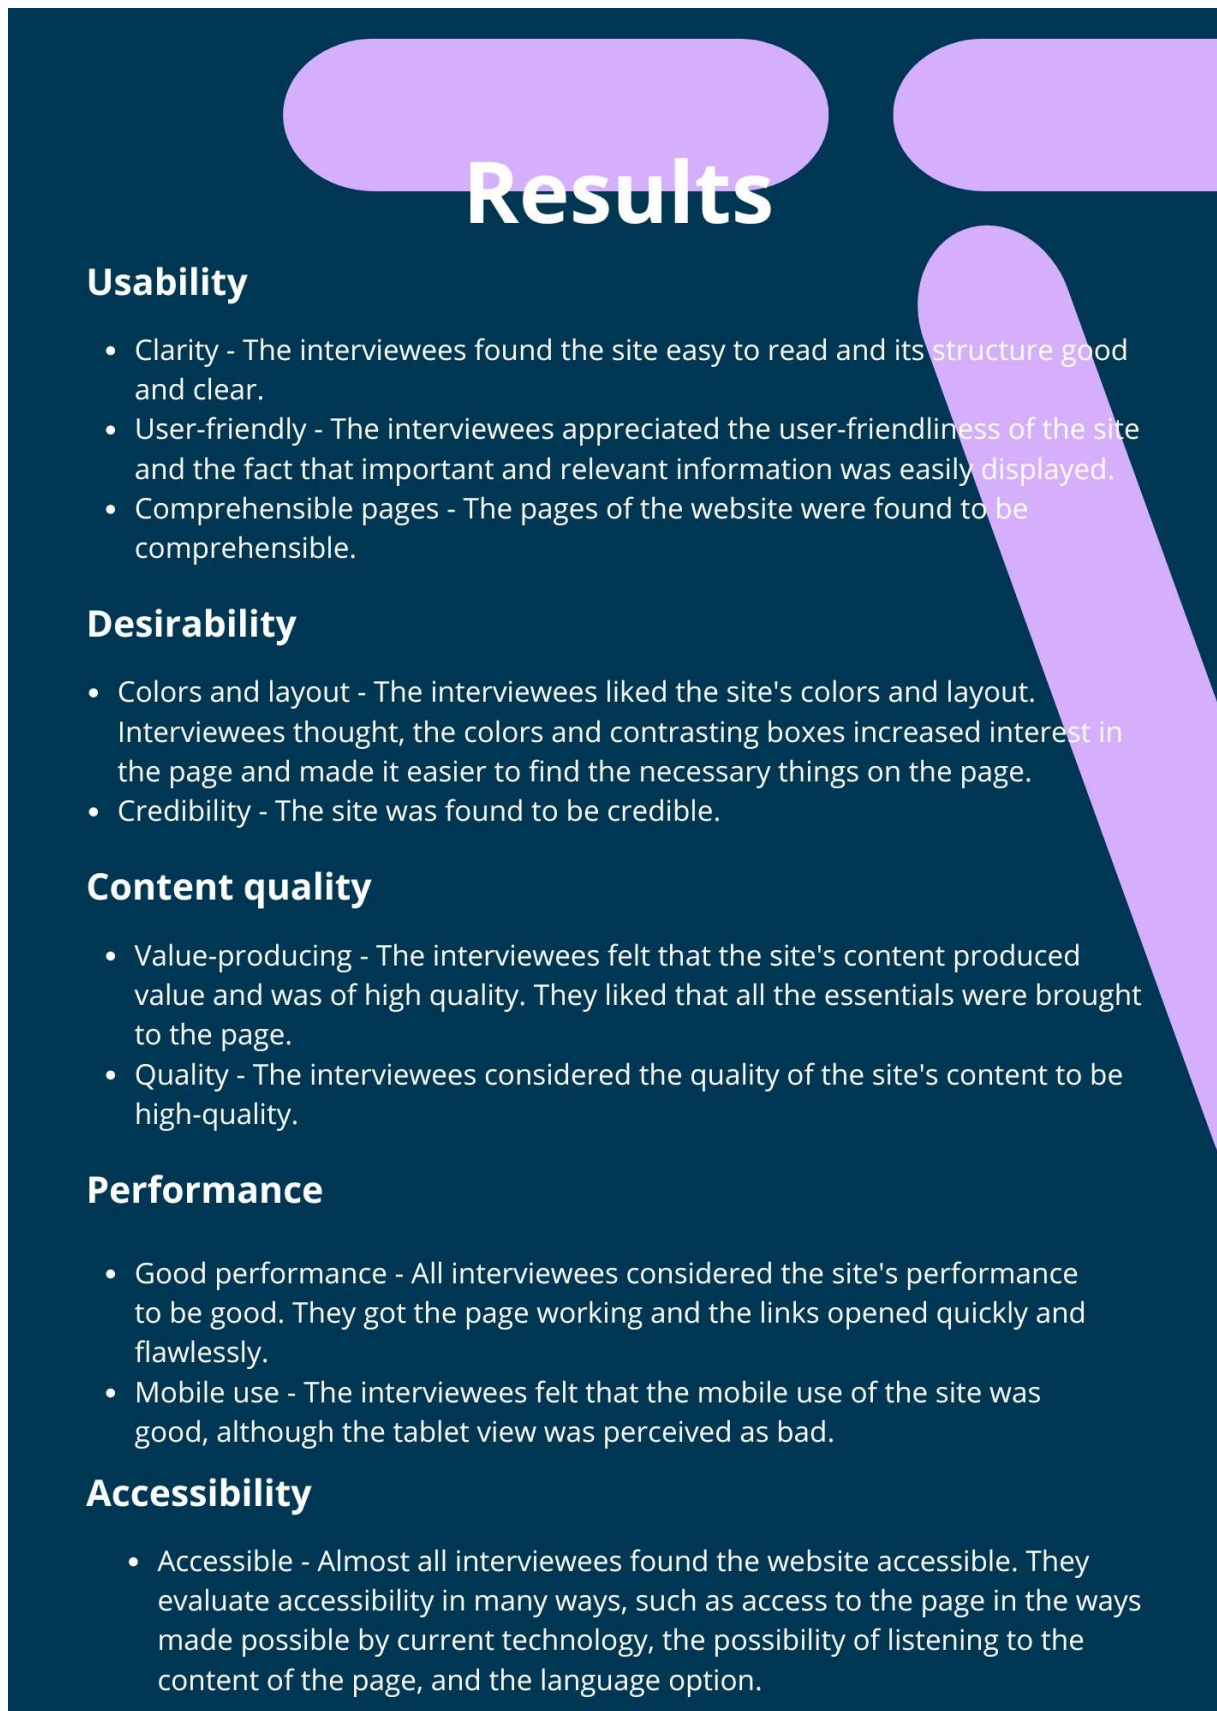 Results
Usability
• Clarity - The interviewees found the site easy to read and its structure good
and clear.
• User-friendly - The interviewees appreciated the user-friendliness of the site
and the fact that important and relevant information was easily displayed.
• Comprehensible pages - The pages of the website were found to be
comprehensible.
Desirability
• Colors and layout - The interviewees liked the site's colors and layout.
Interviewees thought, the colors and contrasting boxes increased interest in
the page and made it easier to find the necessary things on the page.
• Credibility - The site was found to be credible.
Content quality
• Value-producing - The interviewees felt that the site's content produced
value and was of high quality. They liked that all the essentials were brought
to the page.
• Quality - The interviewees considered the quality of the site's content to be
high-quality.
Performance
• Good performance - All interviewees considered the site's performance
to be good. They got the page working and the links opened quickly and
flawlessly.
• Mobile use - The interviewees felt that the mobile use of the site was
good, although the tablet view was perceived as bad.
Accessibility
• Accessible - Almost all interviewees found the website accessible. They
evaluate accessibility in many ways, such as access to the page in the ways
made possible by current technology, the possibility of listening to the
content of the page, and the language option.